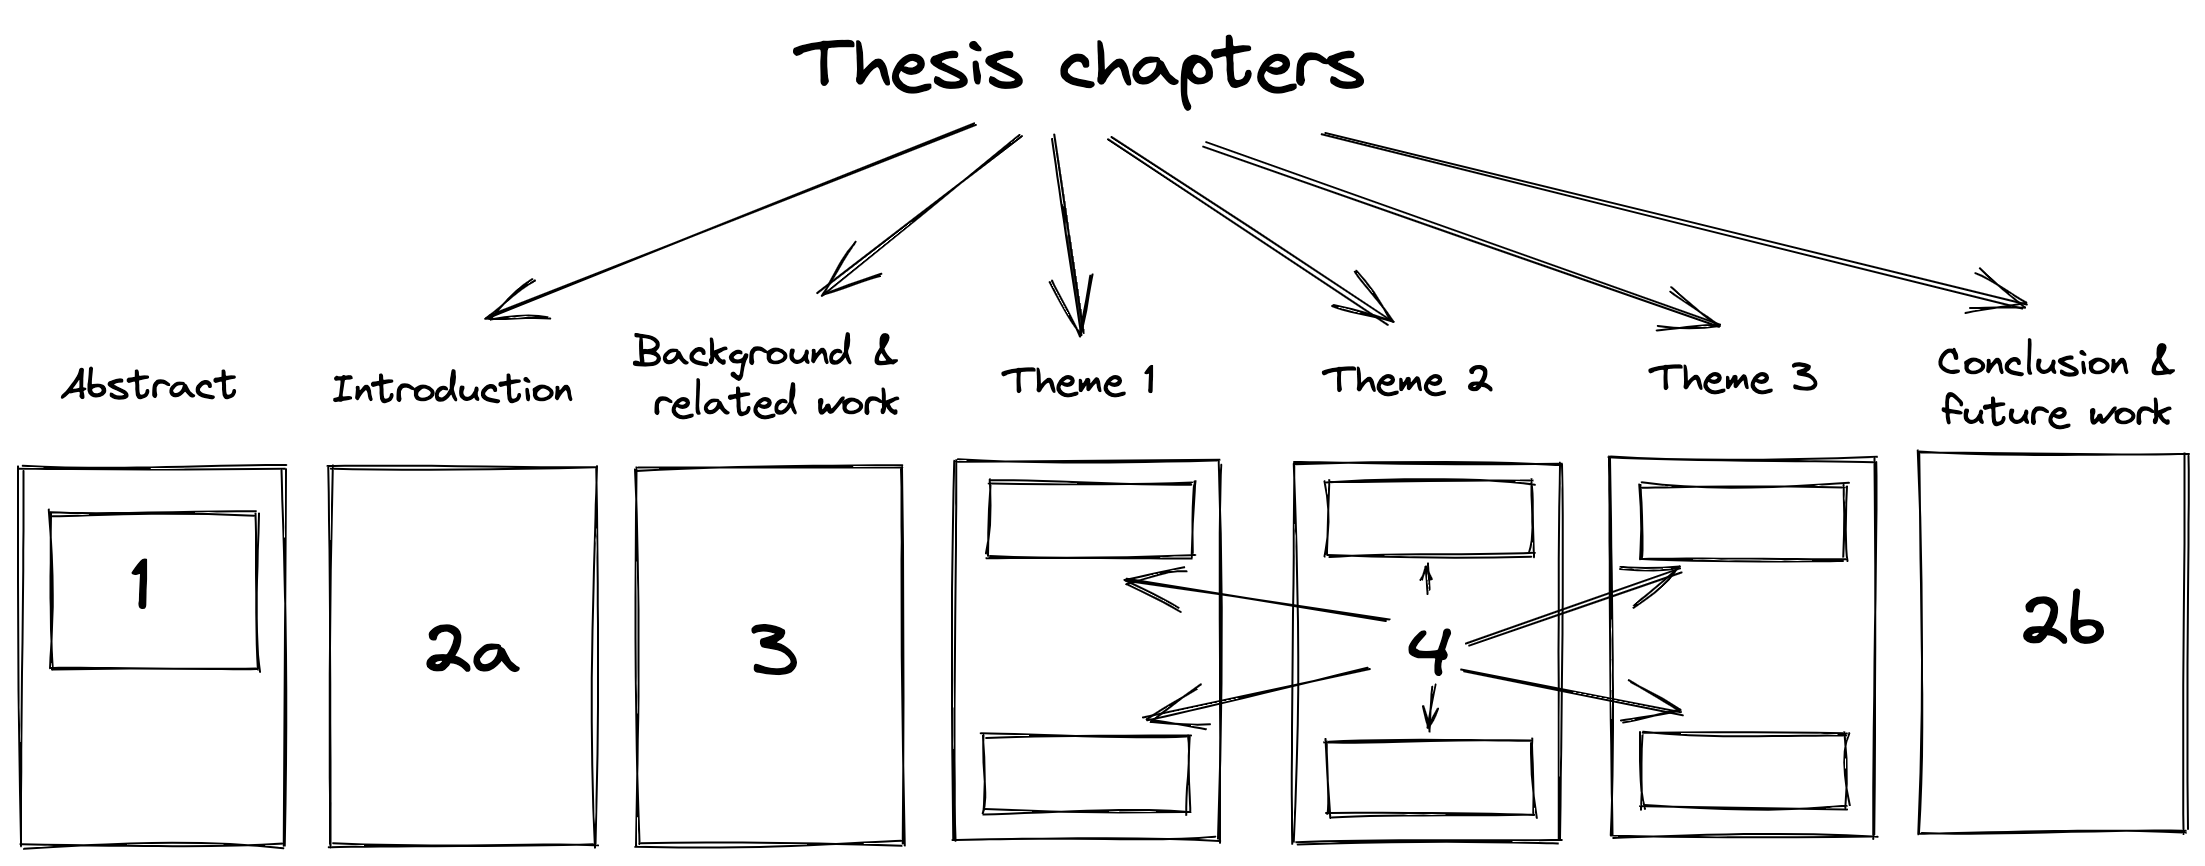 Thesis chapters
Abstract
Introduction
Background &
related work
Theme 1
Theme 2
Theme 3
Conclusion &
future work
1
2a
3
4
2b